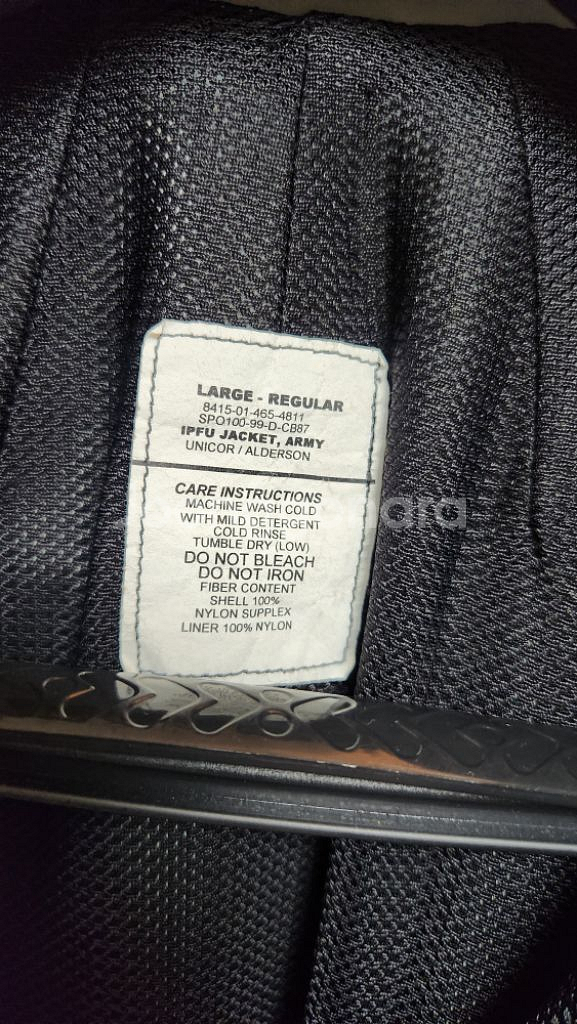 LARGE - REGULAR
8415-01-465-4811
SPO100-99-D-CB87
IPFU JACKET, ARMY
UNICOR / ALDERSON
CARE INSTRUCTIONS
MACHINE WASH COLD
WITH MILD DETERGENT
COLD RINSE
TUMBLE DRY (LOW)
DO NOT BLEACH
DO NOT IRON
FIBER CONTENT
SHELL 100%
NYLON SUPPLEX
LINER 100% NYLON